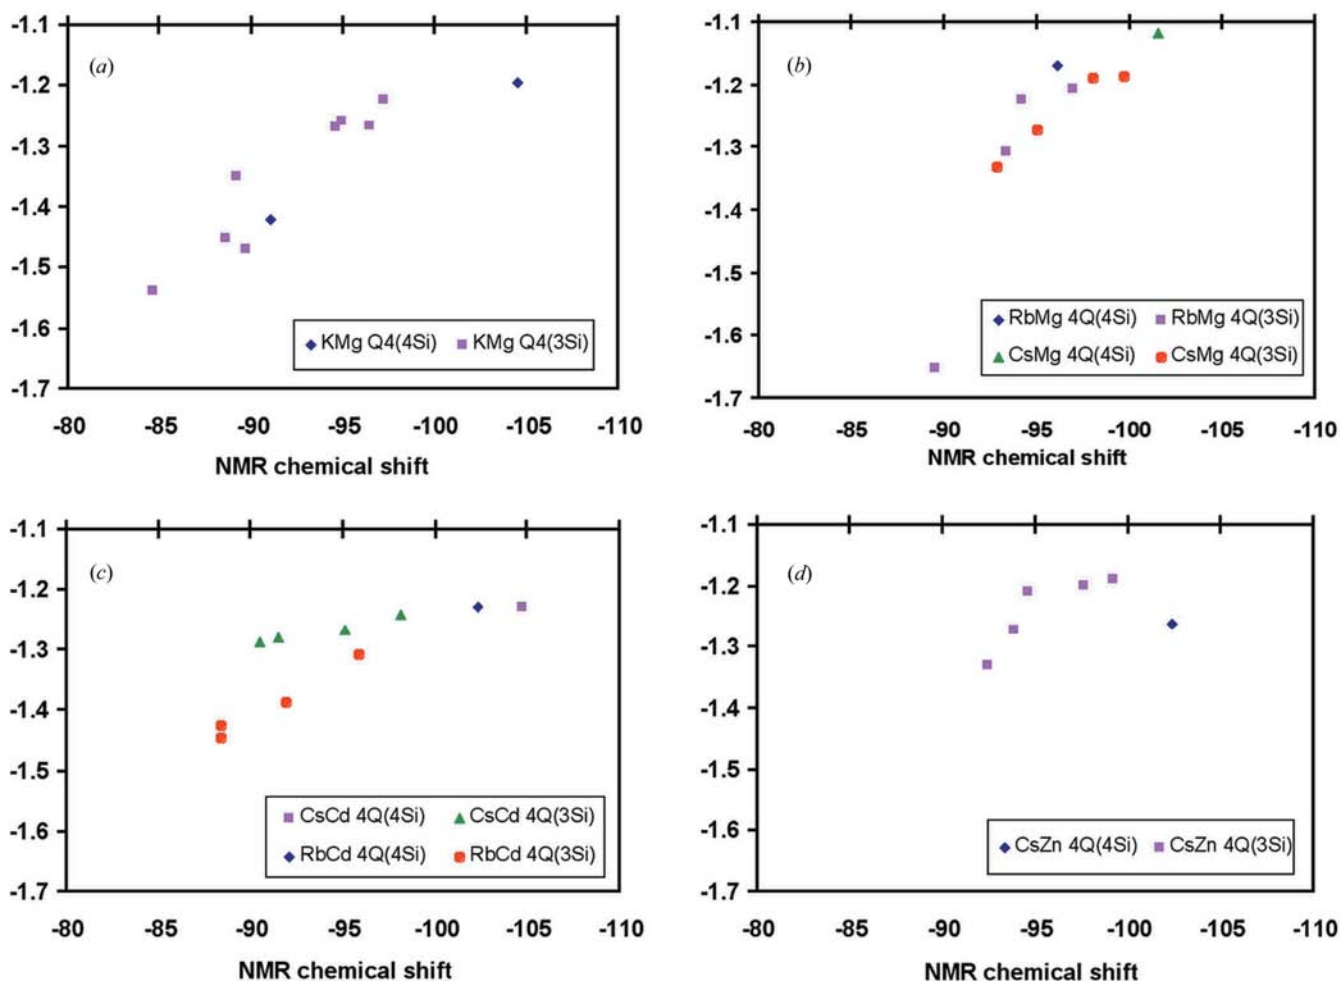 (a)
-1.1
-1.2
-1.3
-1.4
-1.5
-1.6
-1.7
KMg Q4(4Si) KMg Q4(3Si)
-80 -85 -90 -95 -100 -105 -110
NMR chemical shift
(b)
-1.1
-1.2
-1.3
-1.4
-1.5
-1.6
-1.7
RbMg 4Q(4Si) RbMg 4Q(3Si)
CsMg 4Q(4Si) CsMg 4Q(3Si)
-80 -85 -90 -95 -100 -105 -110
NMR chemical shift
(c)
-1.1
-1.2
-1.3
-1.4
-1.5
-1.6
-1.7
CsCd 4Q(4Si) CsCd 4Q(3Si)
RbCd 4Q(4Si) RbCd 4Q(3Si)
-80 -85 -90 -95 -100 -105 -110
NMR chemical shift
(d)
-1.1
-1.2
-1.3
-1.4
-1.5
-1.6
-1.7
CsZn 4Q(4Si) CsZn 4Q(3Si)
-80 -85 -90 -95 -100 -105 -110
NMR chemical shift